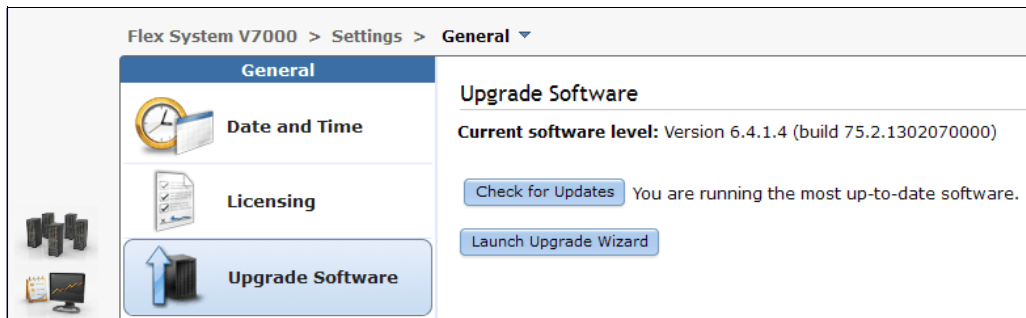 Flex System V7000 > Settings > General
General
Date and Time
Licensing
Upgrade Software
Upgrade Software
Current software level: Version 6.4.1.4 (build 75.2.1302070000)
Check for Updates You are running the most up-to-date software.
Launch Upgrade Wizard